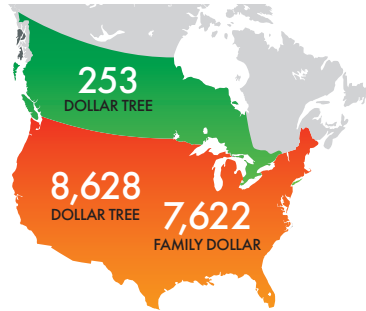 253
DOLLAR TREE
8,628
DOLLAR TREE
7,622
FAMILY DOLLAR